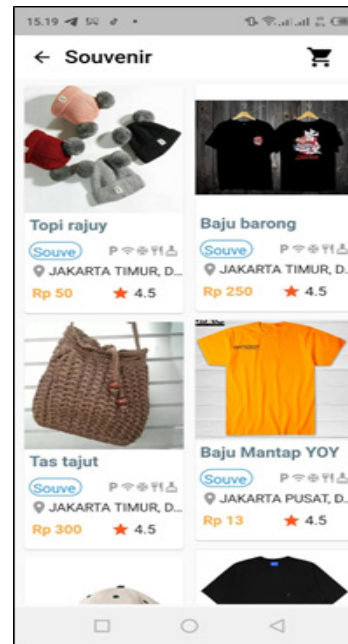 15.19
Souvenir
Topi rajuy
Souve
JAKARTA TIMUR, D...
Rp 50 ★ 4.5
Baju barong
Souve
JAKARTA TIMUR, D...
Rp 250 ★ 4.5
Tas tajut
Souve
JAKARTA TIMUR, D...
Rp 300 ★ 4.5
Baju Mantap YOY
Souve
JAKARTA PUSAT, D...
Rp 13 ★ 4.5